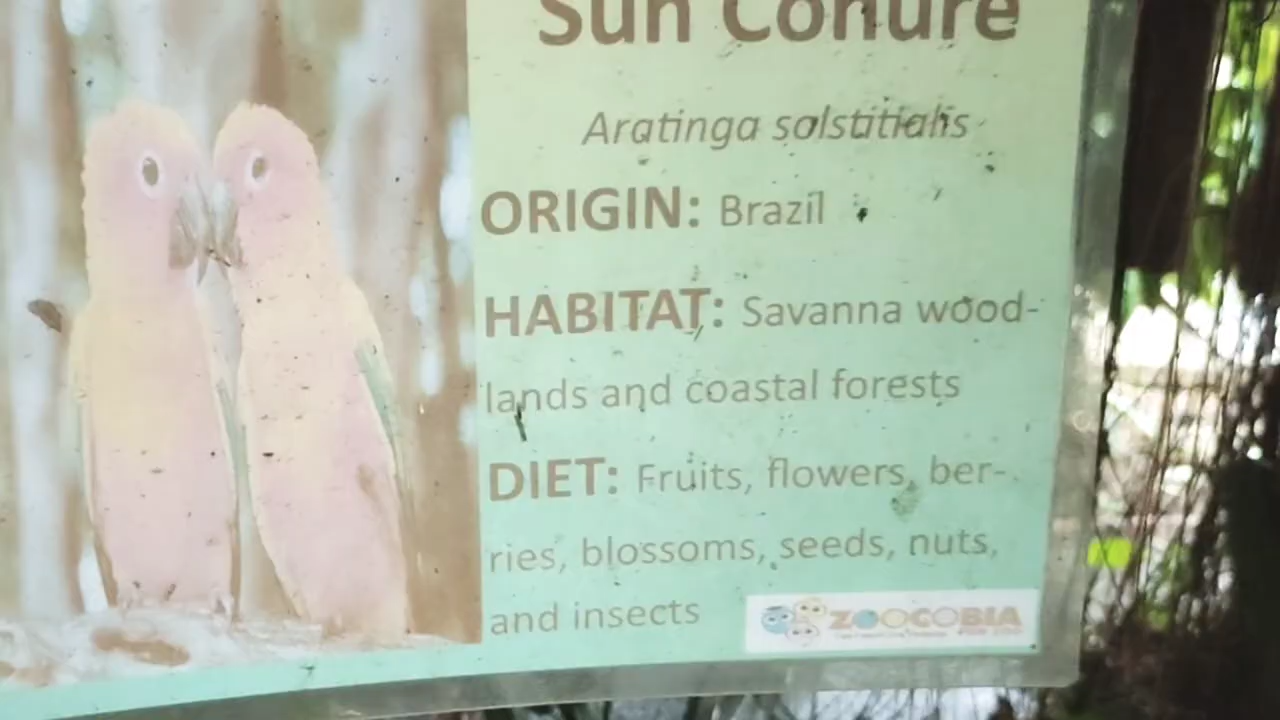 Sun Conure
Aratinga solstitialis
ORIGIN: Brazil
HABITAT: Savanna wood-
lands and coastal forests
DIET: Fruits, flowers, ber-
ries, blossoms, seeds, nuts,
and insects
ZOOCOBIA